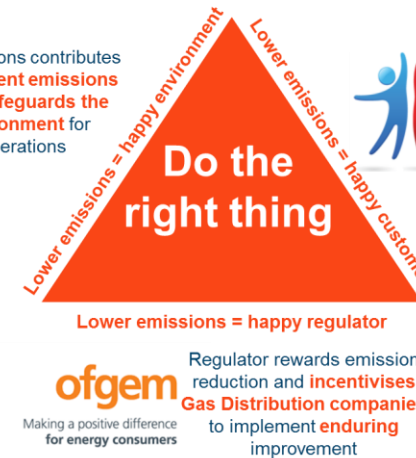 ons contributes
ent emissions
feguards the
onment for
erations
Lower emissions = happy environment
Lower emissions = happy custome
Do the
right thing
Lower emissions = happy regulator
ofgem
Making a positive difference
for energy consumers
Regulator rewards emission
reduction and incentivises
Gas Distribution companie
to implement enduring
improvement